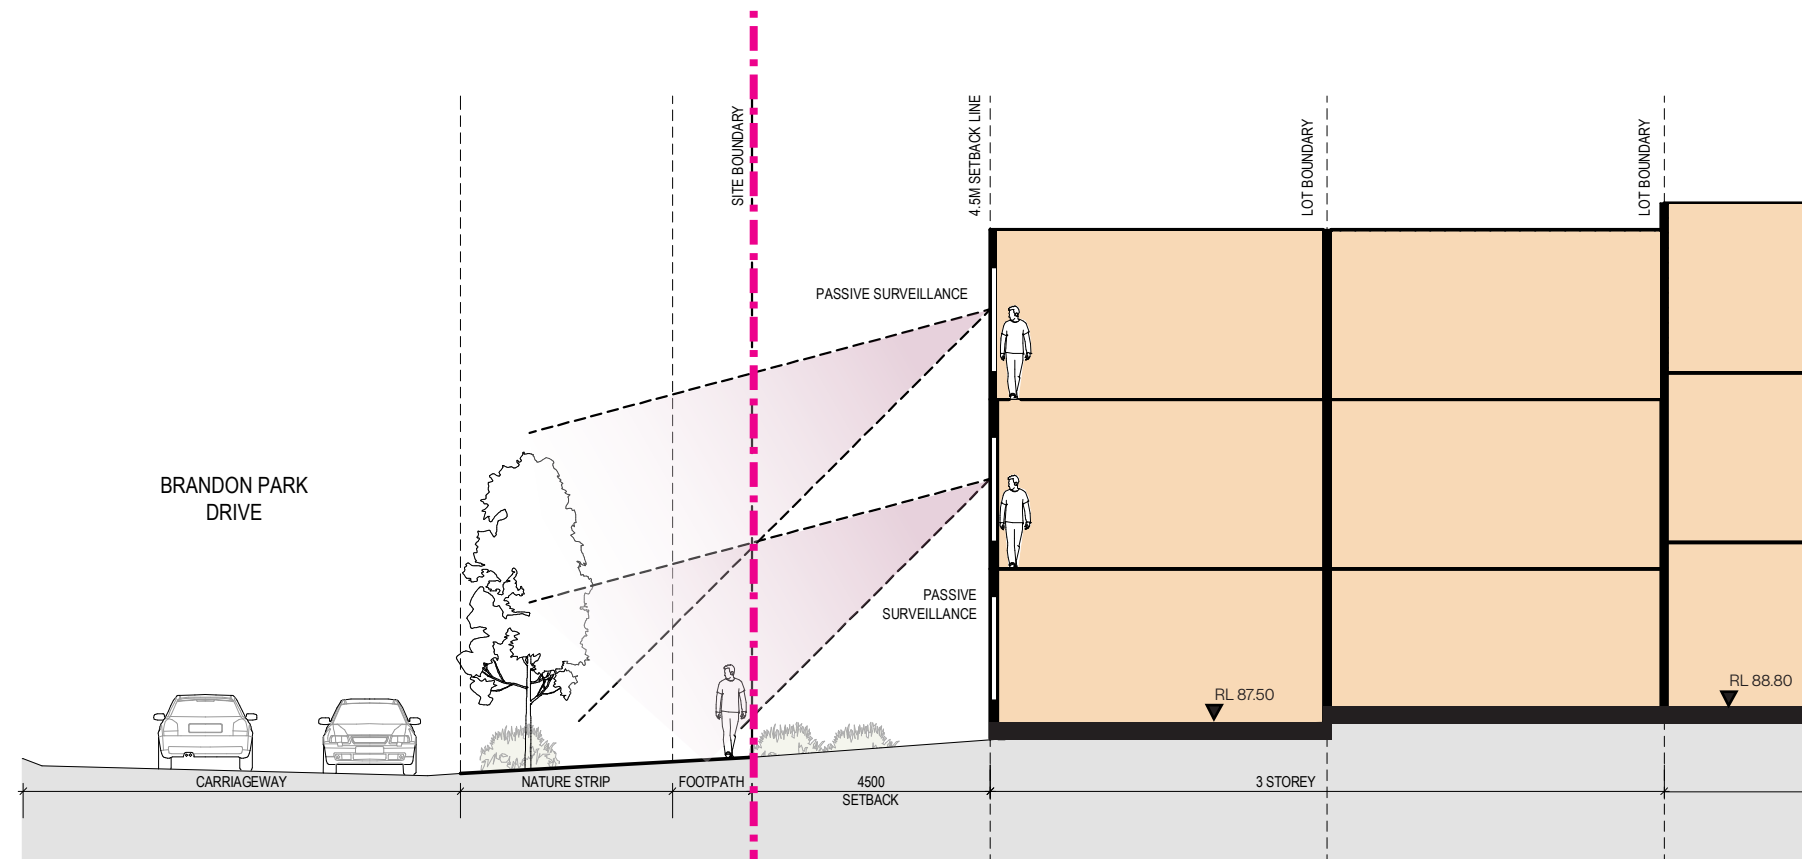 SITE BOUNDARY
4.5M SETBACK LINE
LOT BOUNDARY
LOT BOUNDARY
PASSIVE SURVEILLANCE
BRANDON PARK
DRIVE
PASSIVE
SURVEILLANCE
RL 87.50
RL 88.80
CARRIAGEWAY
NATURE STRIP
FOOTPATH
4500
SETBACK
3 STOREY